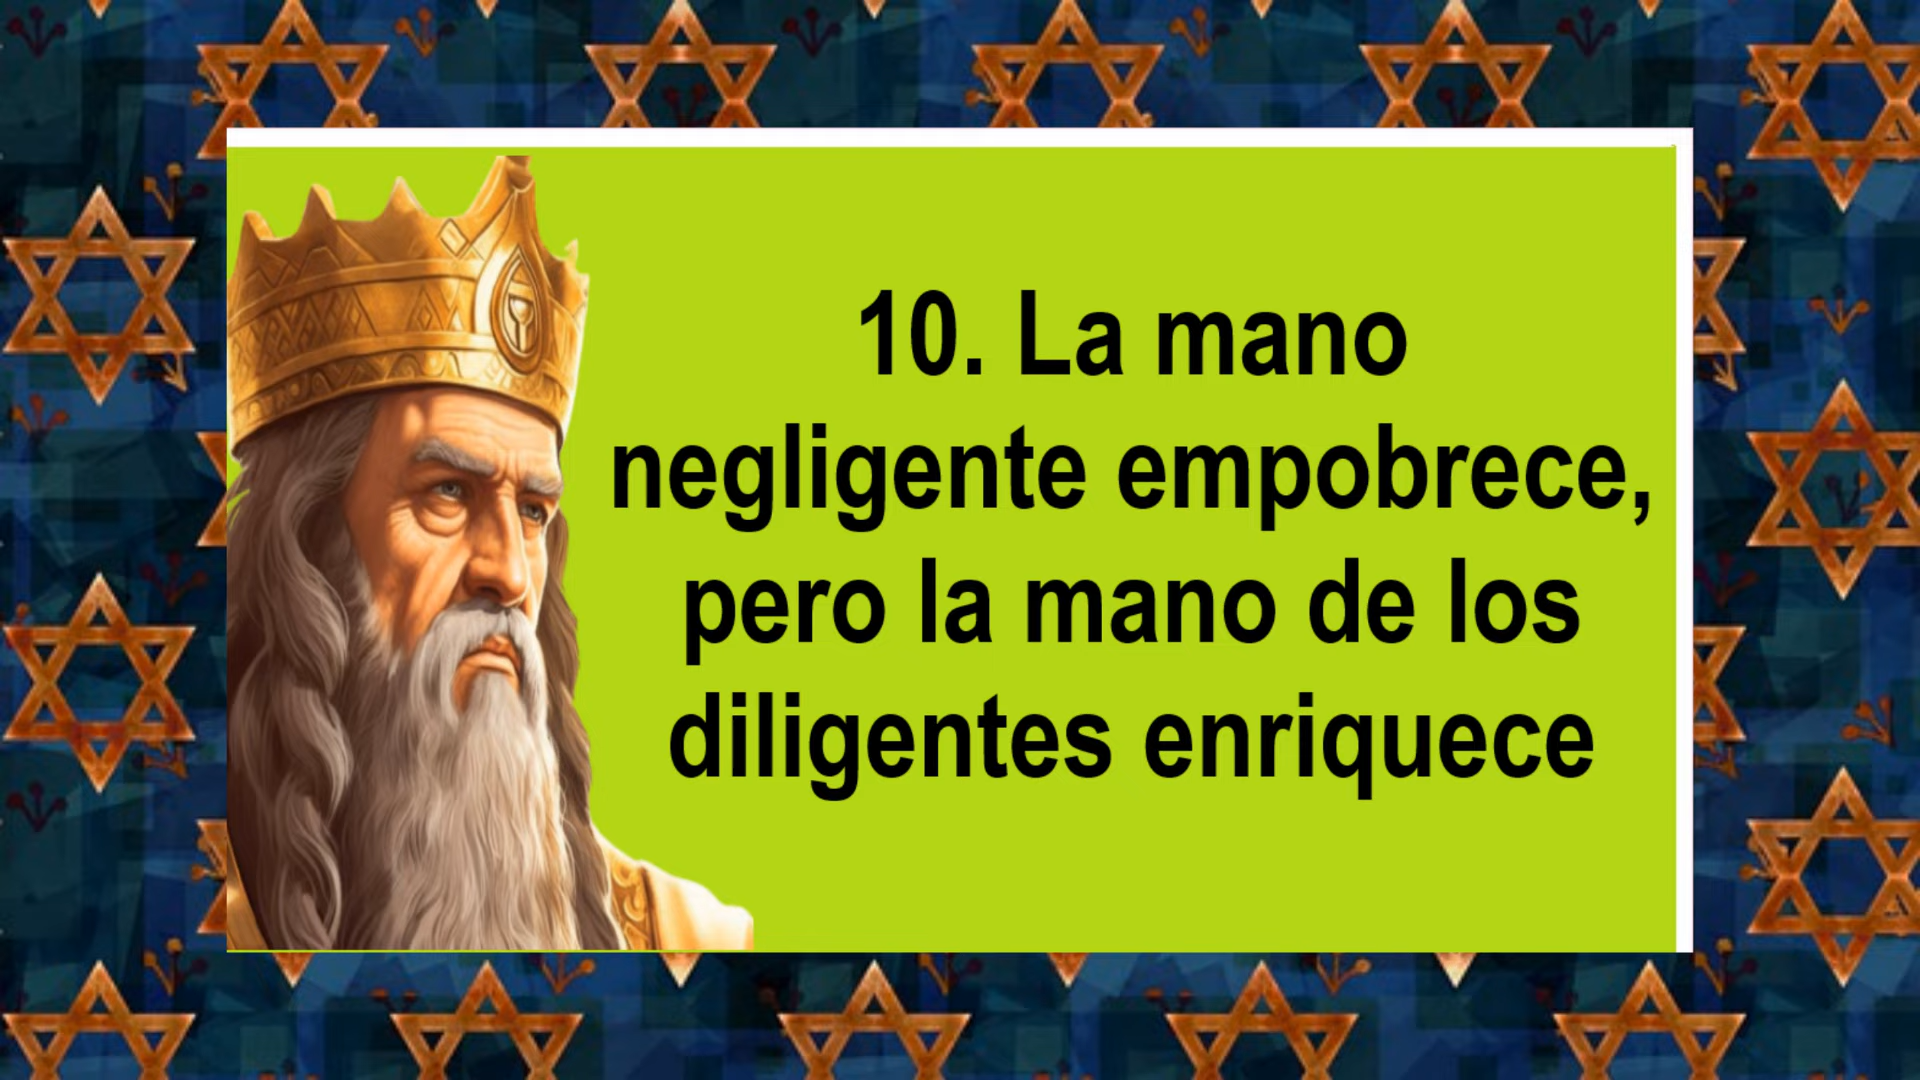 10. La mano
negligente empobrece,
pero la mano de los
diligentes enriquece